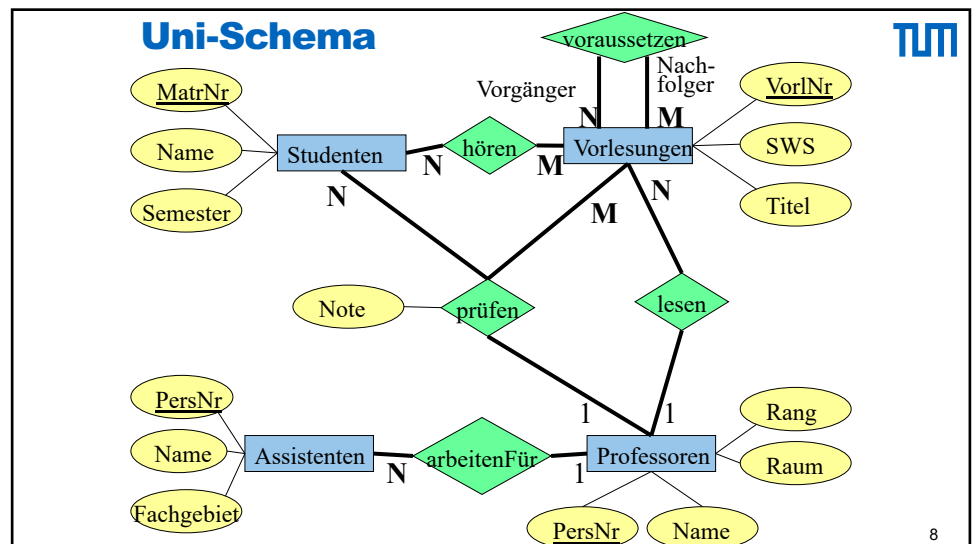 Uni-Schema
TUM
voraussetzen
Vorgänger
Nach-
folger
N
M
MatrNr
Name
Semester
Studenten
N
hören
M
Vorlesungen
VorlNr
SWS
Titel
N
M
N
Note
prüfen
lesen
1
1
PersNr
Name
Fachgebiet
Assistenten
N
arbeitenFür
1
Professoren
Rang
Raum
PersNr
Name
8